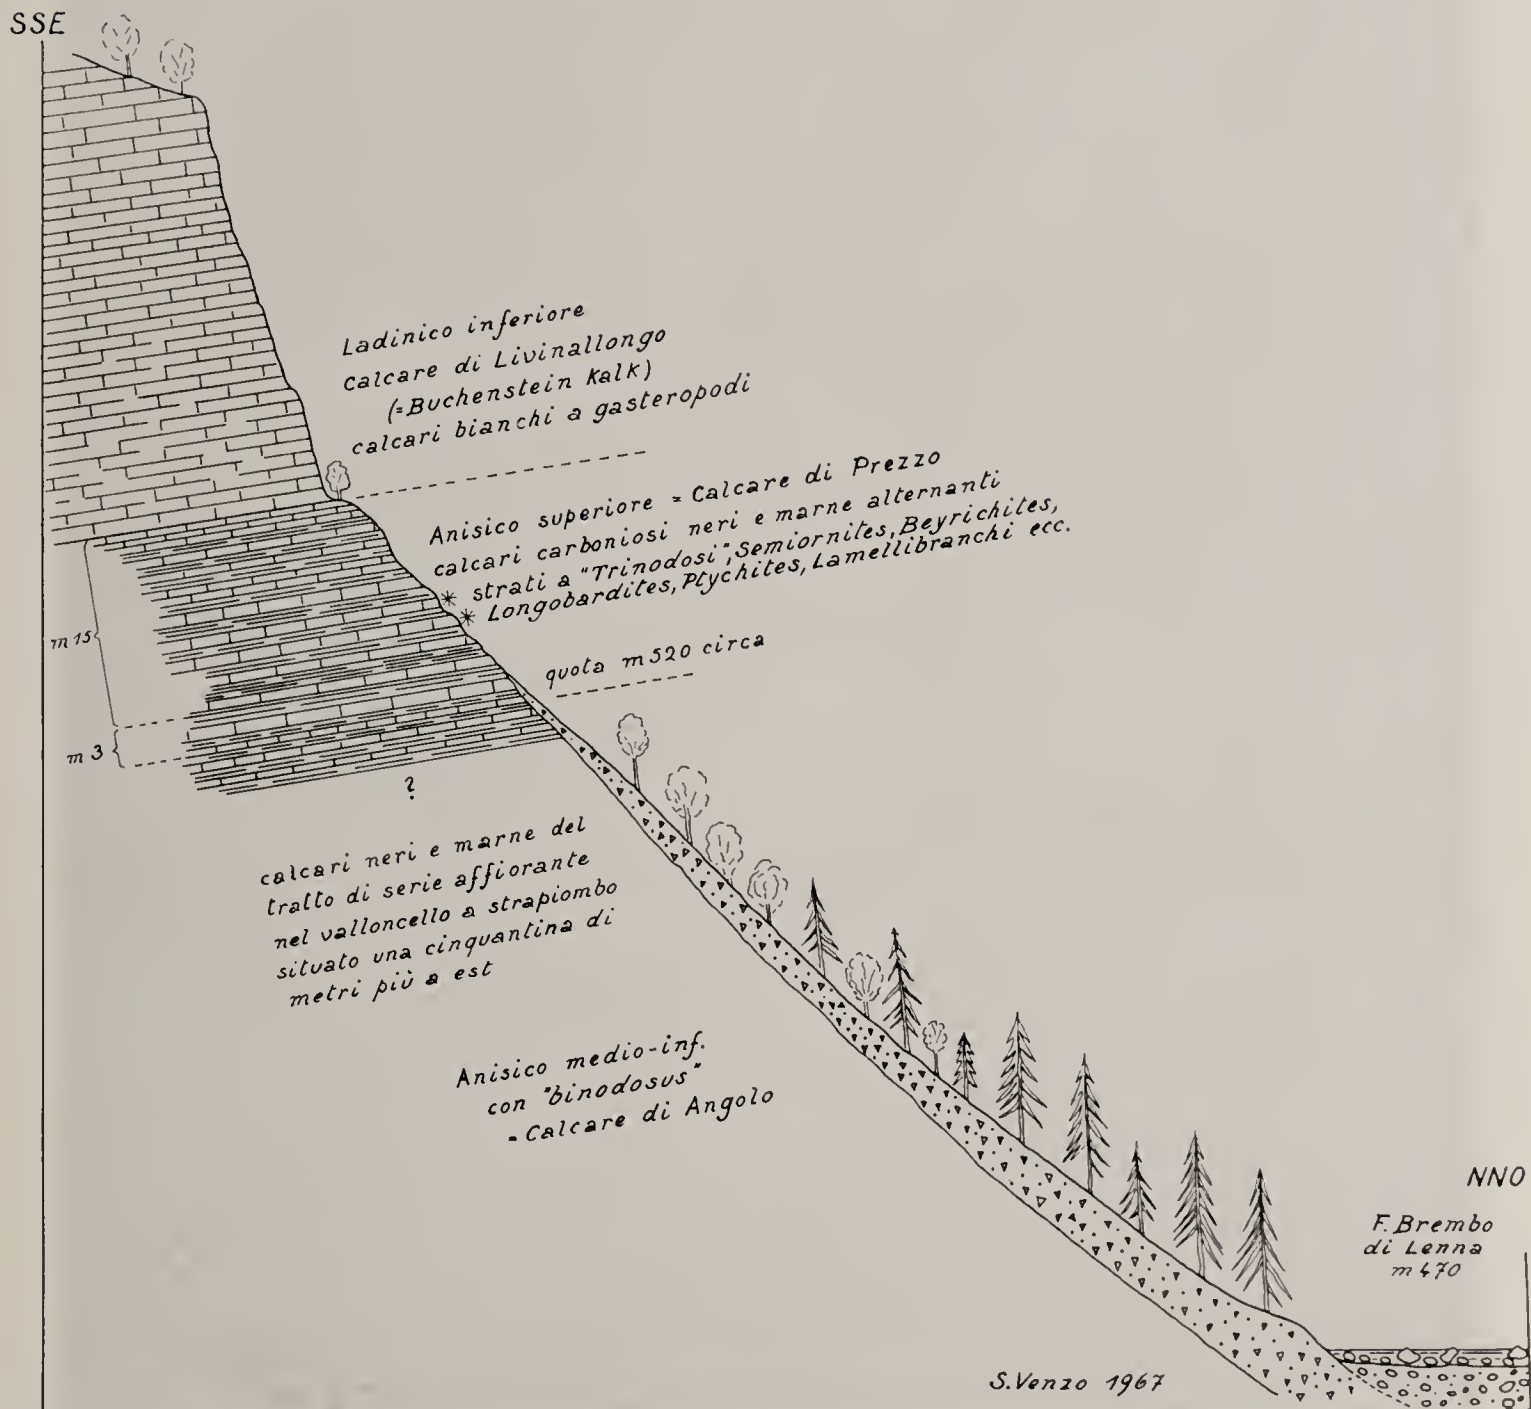 SSE
Ladinico inferiore
Calcare di Livinallongo
(=Buchenstein Kalk)
calcari bianchi a gasteropodi
Anisico superiore = Calcare di Prezzo
calcari carboniosi neri e marne alternanti
* strati a "Trinodosi", Semiornites, Beyrichites,
* Longobardites, Ptychites, Lamellibranchi ecc.
m 15
quota m 520 circa
m 3
?
calcari neri e marne del
tratto di serie affiorante
nel valloncello a strapiombo
situato una cinquantina di
metri più a est
Anisico medio-inf.
con "binodosus"
= Calcare di Angolo
NNO
F. Brembo
di Lenna
m 470
S. Venzo 1967